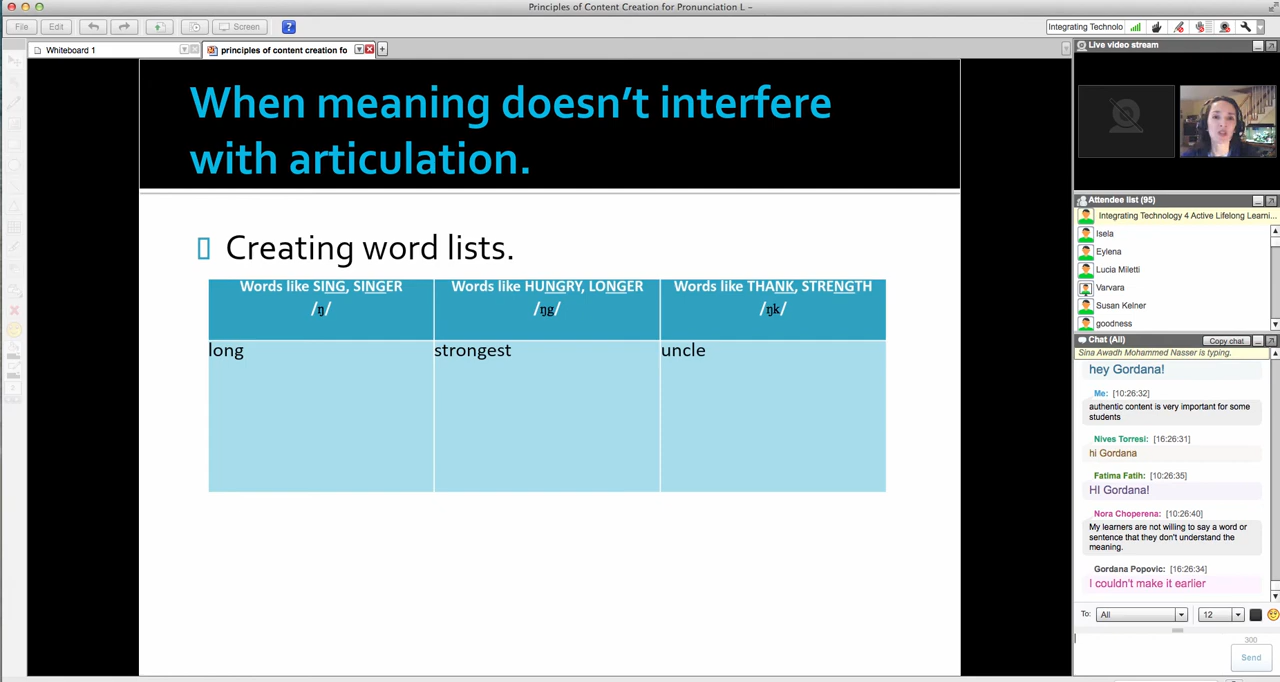 Principles of Content Creation for Pronunciation L -
File
Edit
Screen
?
Integrating Technolo
Whiteboard 1
principles of content creation fo
When meaning doesn't interfere
with articulation.
Creating word lists.
Words like SING, SINGER
/ŋ/
Words like HUNGRY, LONGER
/ŋg/
Words like THANK, STRENGTH
/ŋk/
long
strongest
uncle
Live video stream
Attendee list (95)
Integrating Technology 4 Active Lifelong Learni...
Isela
Eylena
Lucia Miletti
Varvara
Susan Kelner
goodness
Chat (All)
Copy chat
Sina Awadh Mohammed Nasser is typing.
hey Gordana!
Me: [10:26:32]
authentic content is very important for some
students
Nives Torresi: [16:26:31]
hi Gordana
Fatima Fatih: [10:26:35]
HI Gordana!
Nora Choperena: [10:26:40]
My learners are not willing to say a word or
sentence that they don't understand the
meaning.
Gordana Popovic: [16:26:34]
I couldn't make it earlier
To:
All
12
300
Send